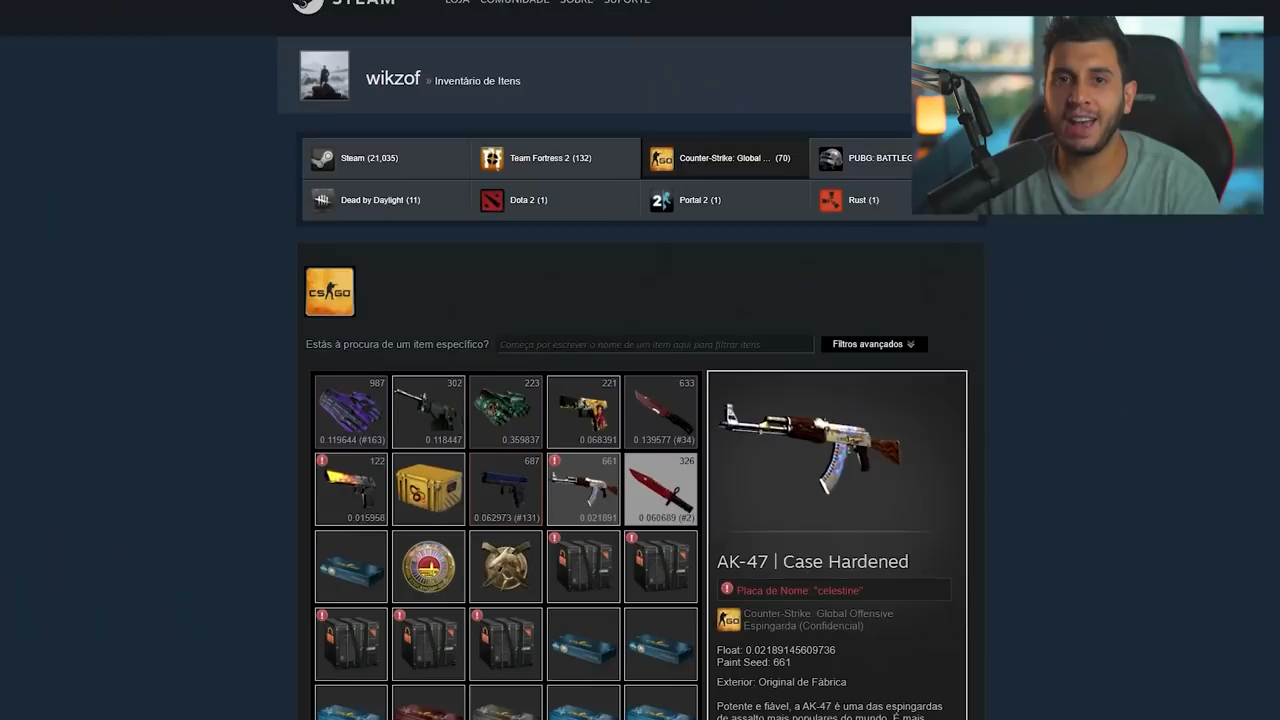 STEAM
LOJA COMUNIDADE SOBRE SUPORTE
wikzof » Inventário de Itens
Steam (21,035)
Team Fortress 2 (132)
Counter-Strike: Global ... (70)
PUBG: BATTLEG
Dead by Daylight (11)
Dota 2 (1)
Portal 2 (1)
Rust (1)
CS GO
Estás à procura de um item específico?
Começa por escrever o nome de um item aqui para filtrar itens
Filtros avançados
987
0.119644 (#163)
302
0.118447
223
0.359837
221
0.068391
633
0.139577 (#34)
122
0.015958
687
0.062973 (#131)
661
0.021891
326
0.060689 (#2)
AK-47 | Case Hardened
Placa de Nome: "celestine"
Counter-Strike: Global Offensive
Espingarda (Confidencial)
Float: 0.02189145609736
Paint Seed: 661
Exterior: Original de Fábrica
Potente e fiável, a AK-47 é uma das espingardas
de assalto mais populares do mundo. É mais